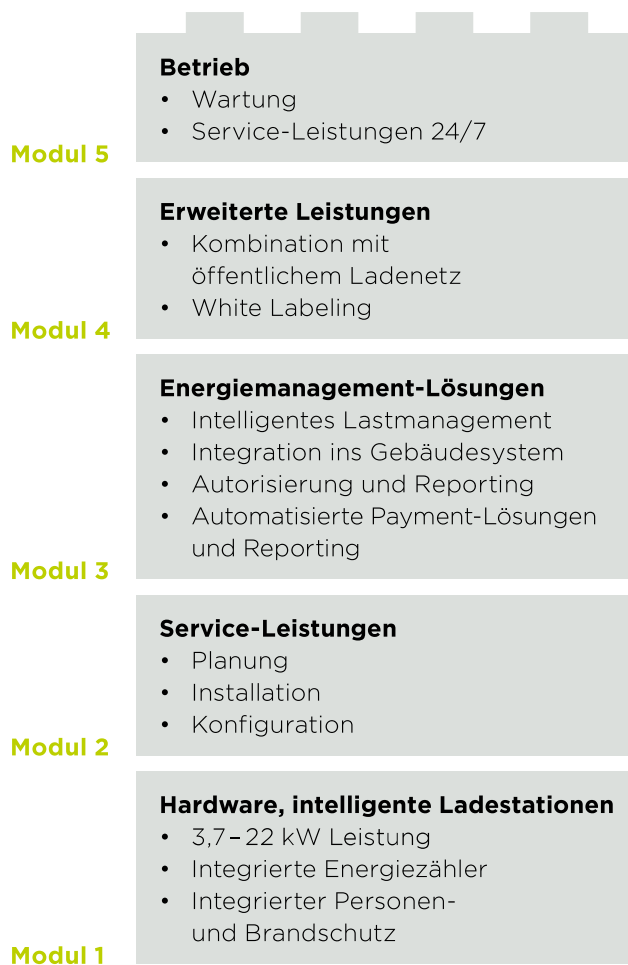 Betrieb
• Wartung
• Service-Leistungen 24/7
Modul 5
Erweiterte Leistungen
• Kombination mit
öffentlichem Ladenetz
• White Labeling
Modul 4
Energiemanagement-Lösungen
• Intelligentes Lastmanagement
• Integration ins Gebäudesystem
• Autorisierung und Reporting
• Automatisierte Payment-Lösungen
und Reporting
Modul 3
Service-Leistungen
• Planung
• Installation
• Konfiguration
Modul 2
Hardware, intelligente Ladestationen
• 3,7 – 22 kW Leistung
• Integrierte Energiezähler
• Integrierter Personen-
und Brandschutz
Modul 1